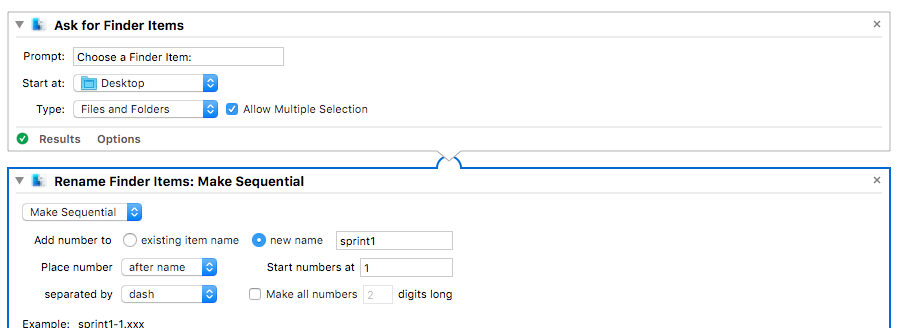 Ask for Finder Items
Prompt: Choose a Finder Item:
Start at: Desktop
Type: Files and Folders Allow Multiple Selection
Results Options
Rename Finder Items: Make Sequential
Make Sequential
Add number to existing item name new name sprint1
Place number after name Start numbers at 1
separated by dash Make all numbers 2 digits long
Example: sprint1-1.xxx